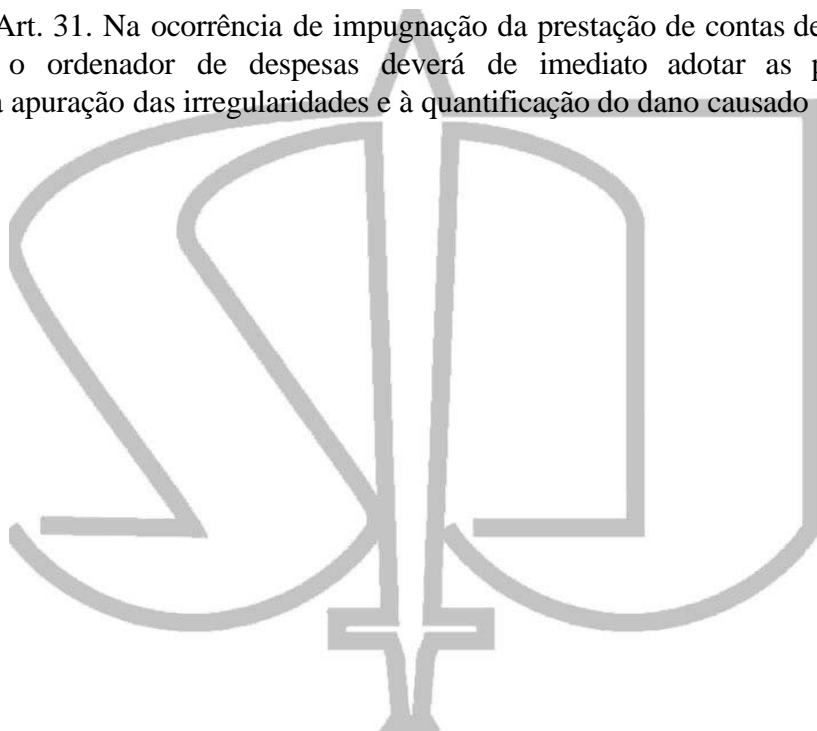 Art. 31. Na ocorrência de impugnação da prestação de contas de
o ordenador de despesas deverá de imediato adotar as
apuração das irregularidades e à quantificação do dano causado